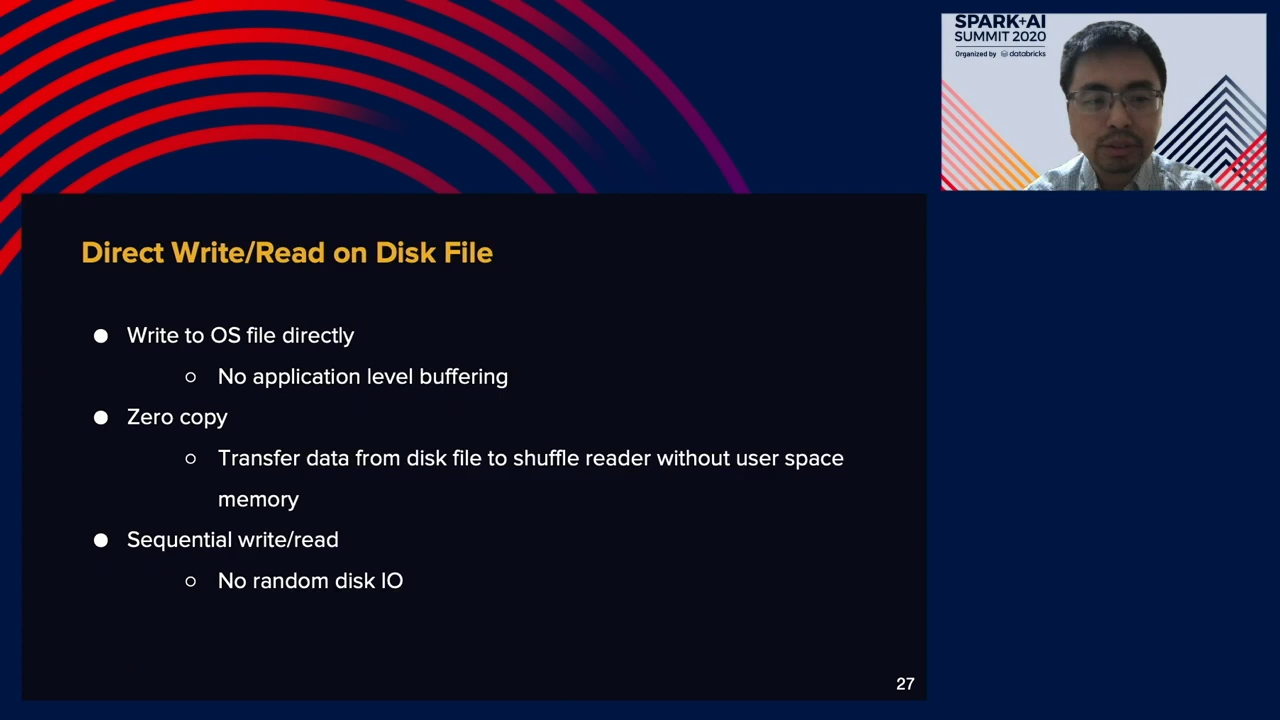 SPARK+AI
SUMMIT 2020
Organized by databricks
Direct Write/Read on Disk File
● Write to OS file directly
○ No application level buffering
● Zero copy
○ Transfer data from disk file to shuffle reader without user space
memory
● Sequential write/read
○ No random disk IO
27